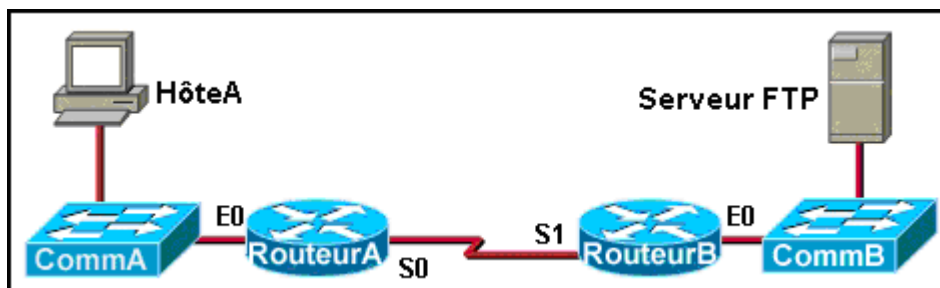 HôteA
Serveur FTP
CommA
E0
RouteurA
S0
S1
RouteurB
E0
CommB